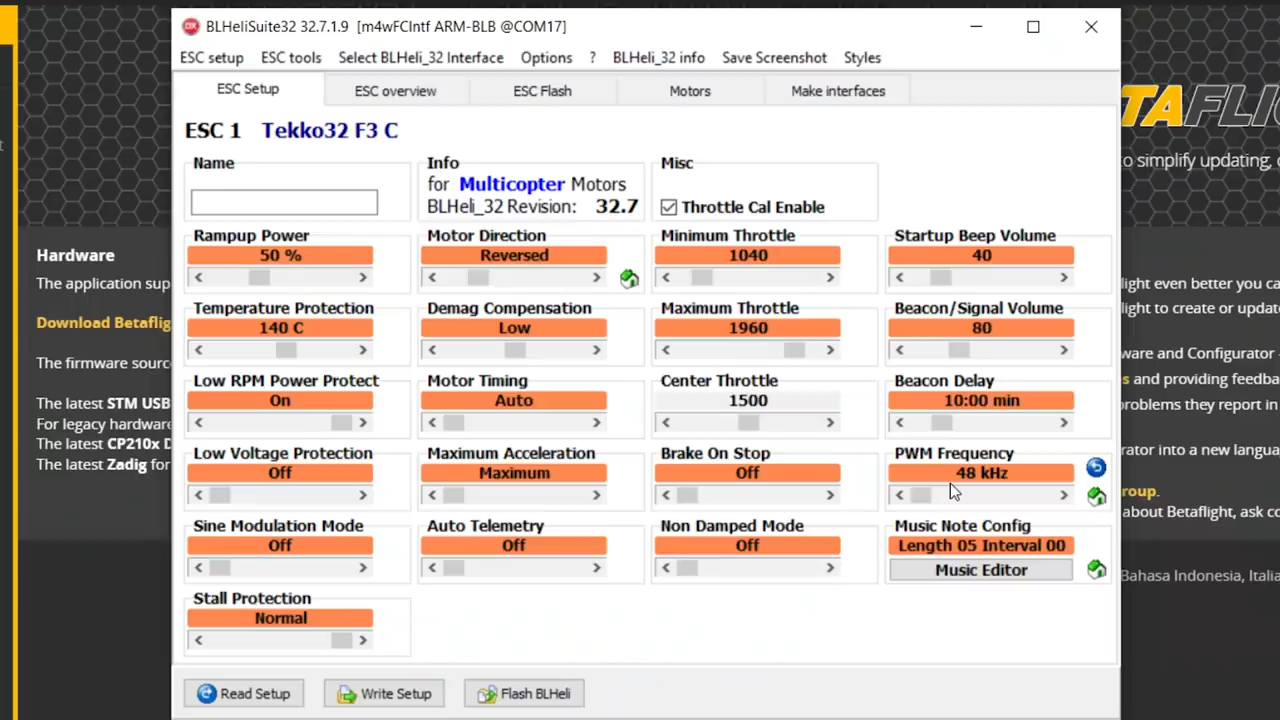 BLHeliSuite32 32.7.1.9 [m4wFCIntf ARM-BLB @COM17]
ESC setup ESC tools Select BLHeli_32 Interface Options ? BLHeli_32 info Save Screenshot Styles
ESC Setup ESC overview ESC Flash Motors Make interfaces
ESC 1 Tekko32 F3 C
Name
Info
for Multicopter Motors
BLHeli_32 Revision: 32.7
Misc
Throttle Cal Enable
Rampup Power
50 %
Motor Direction
Reversed
Minimum Throttle
1040
Startup Beep Volume
40
Temperature Protection
140 C
Demag Compensation
Low
Maximum Throttle
1960
Beacon/Signal Volume
80
Low RPM Power Protect
On
Motor Timing
Auto
Center Throttle
1500
Beacon Delay
10:00 min
Low Voltage Protection
Off
Maximum Acceleration
Maximum
Brake On Stop
Off
PWM Frequency
48 kHz
Sine Modulation Mode
Off
Auto Telemetry
Off
Non Damped Mode
Off
Music Note Config
Length 05 Interval 00
Music Editor
Stall Protection
Normal
Read Setup Write Setup Flash BLHeli
Hardware
The application sup
Download Betaflig
The firmware source
The latest STM USB
For legacy hardware
The latest CP210x D
The latest Zadig for
TAFLI
to simplify updating, c
flight even better you ca
light to create or update
ware and Configurator
s and providing feedba
problems they report in
rator into a new langua
roup.
about Betaflight, ask co
Bahasa Indonesia, Italia